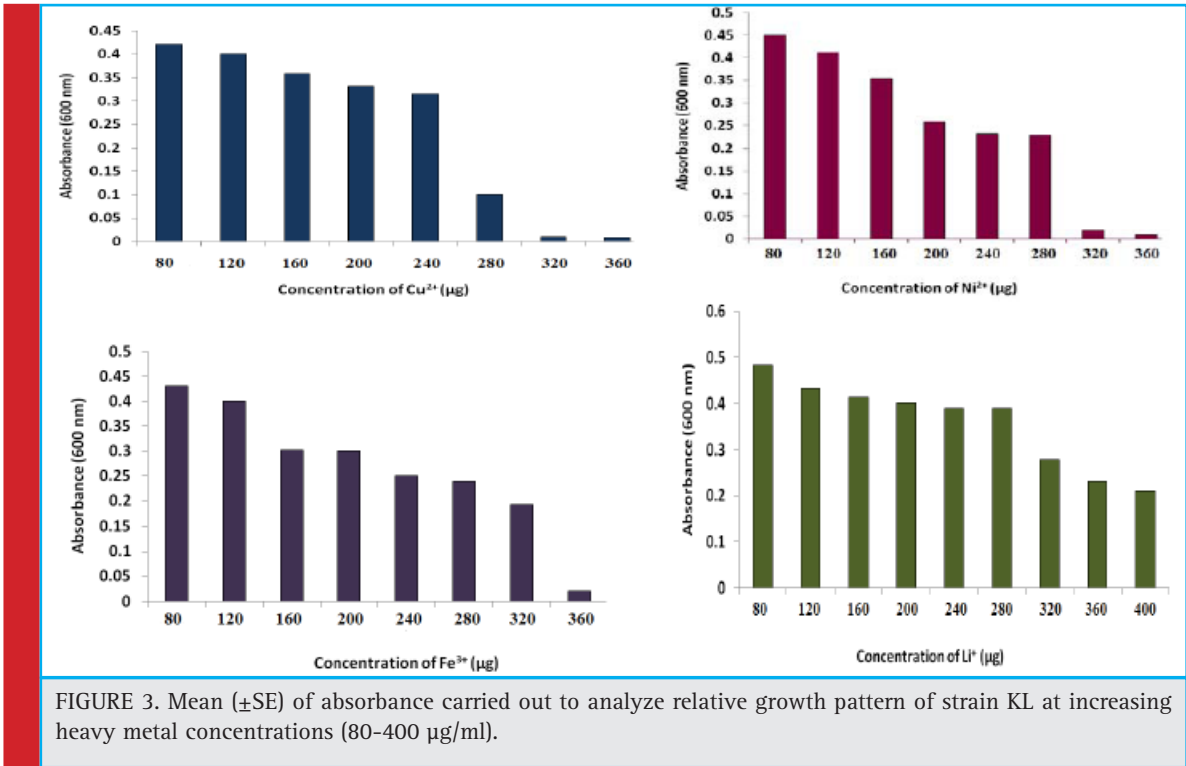 0.45
0.4
0.35
0.3
0.25
0.2
0.15
0.1
0.05
0
Absorbance (600 nm)
80 120 160 200 240 280 320 360
Concentration of Cu²⁺ (µg)
0.5
0.45
0.4
0.35
0.3
0.25
0.2
0.15
0.1
0.05
0
Absorbance (600 nm)
80 120 160 200 240 280 320 360
Concentration of Ni²⁺ (µg)
0.5
0.45
0.4
0.35
0.3
0.25
0.2
0.15
0.1
0.05
0
Absorbance (600 nm)
80 120 160 200 240 280 320 360
Concentration of Fe³⁺ (µg)
0.6
0.5
0.4
0.3
0.2
0.1
0
Absorbance (600 nm)
80 120 160 200 240 280 320 360 400
Concentration of Li⁺ (µg)
FIGURE 3. Mean (±SE) of absorbance carried out to analyze relative growth pattern of strain KL at increasing
heavy metal concentrations (80-400 µg/ml).